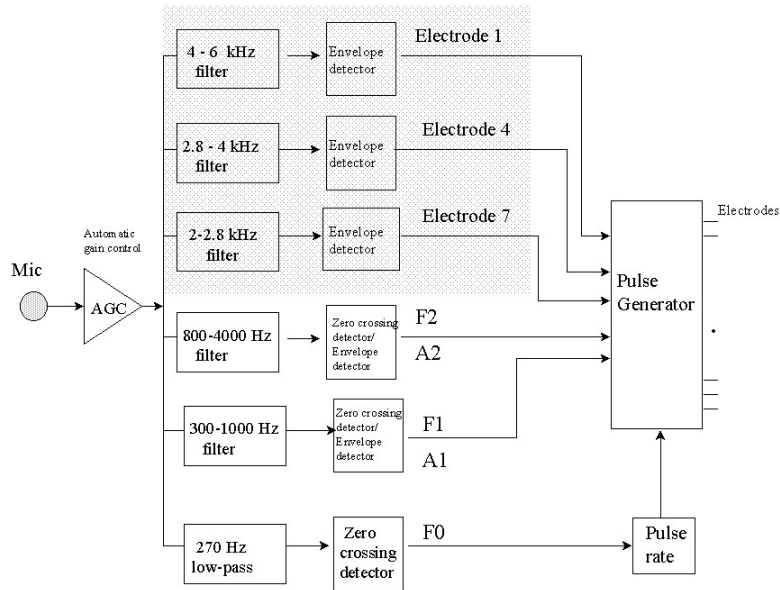 4 - 6 kHz
filter
Envelope
detector
Electrode 1
2.8 - 4 kHz
filter
Envelope
detector
Electrode 4
2-2.8 kHz
filter
Envelope
detector
Electrode 7
Electrodes
Automatic
gain control
Mic
AGC
Pulse
Generator
800-4000 Hz
filter
Zero crossing
detector/
Envelope
detector
F2
A2
300-1000 Hz
filter
Zero crossing
detector/
Envelope
detector
F1
A1
270 Hz
low-pass
Zero
crossing
detector
F0
Pulse
rate